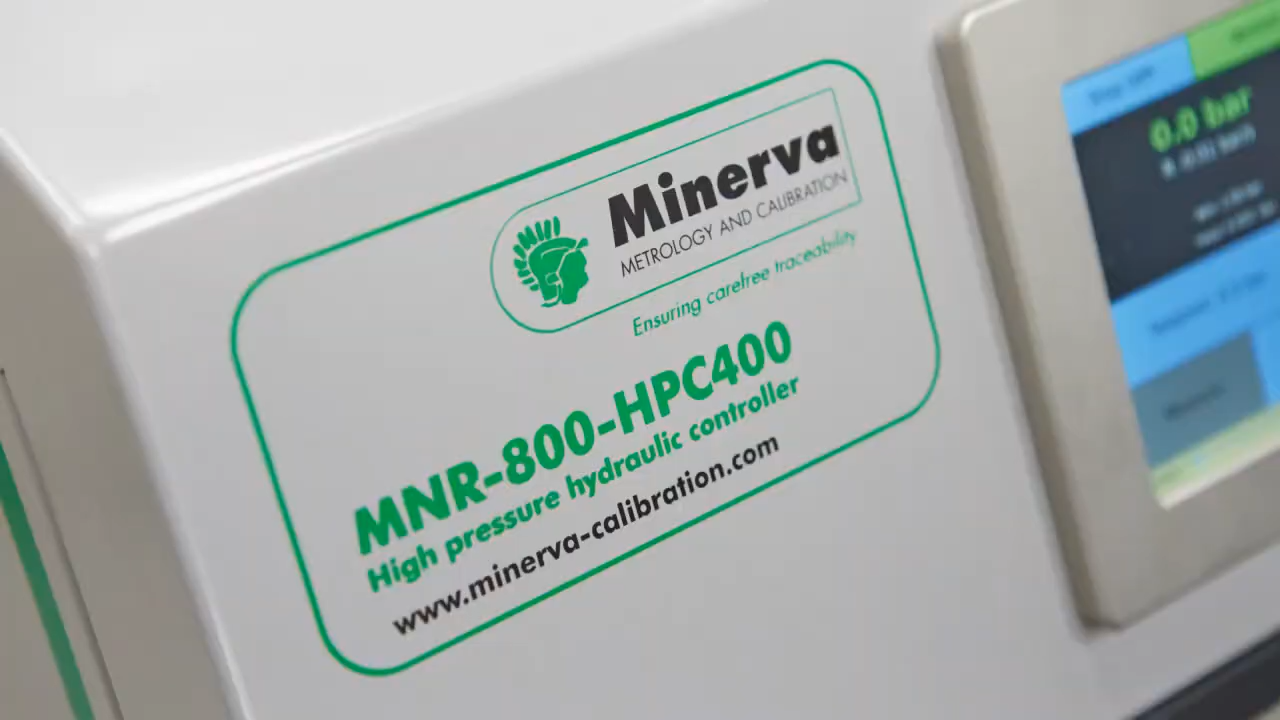 Minerva
METROLOGY AND CALIBRATION
Ensuring carefree traceability
MNR-800-HPC400
High pressure hydraulic controller
www.minerva-calibration.com
0.0 bar